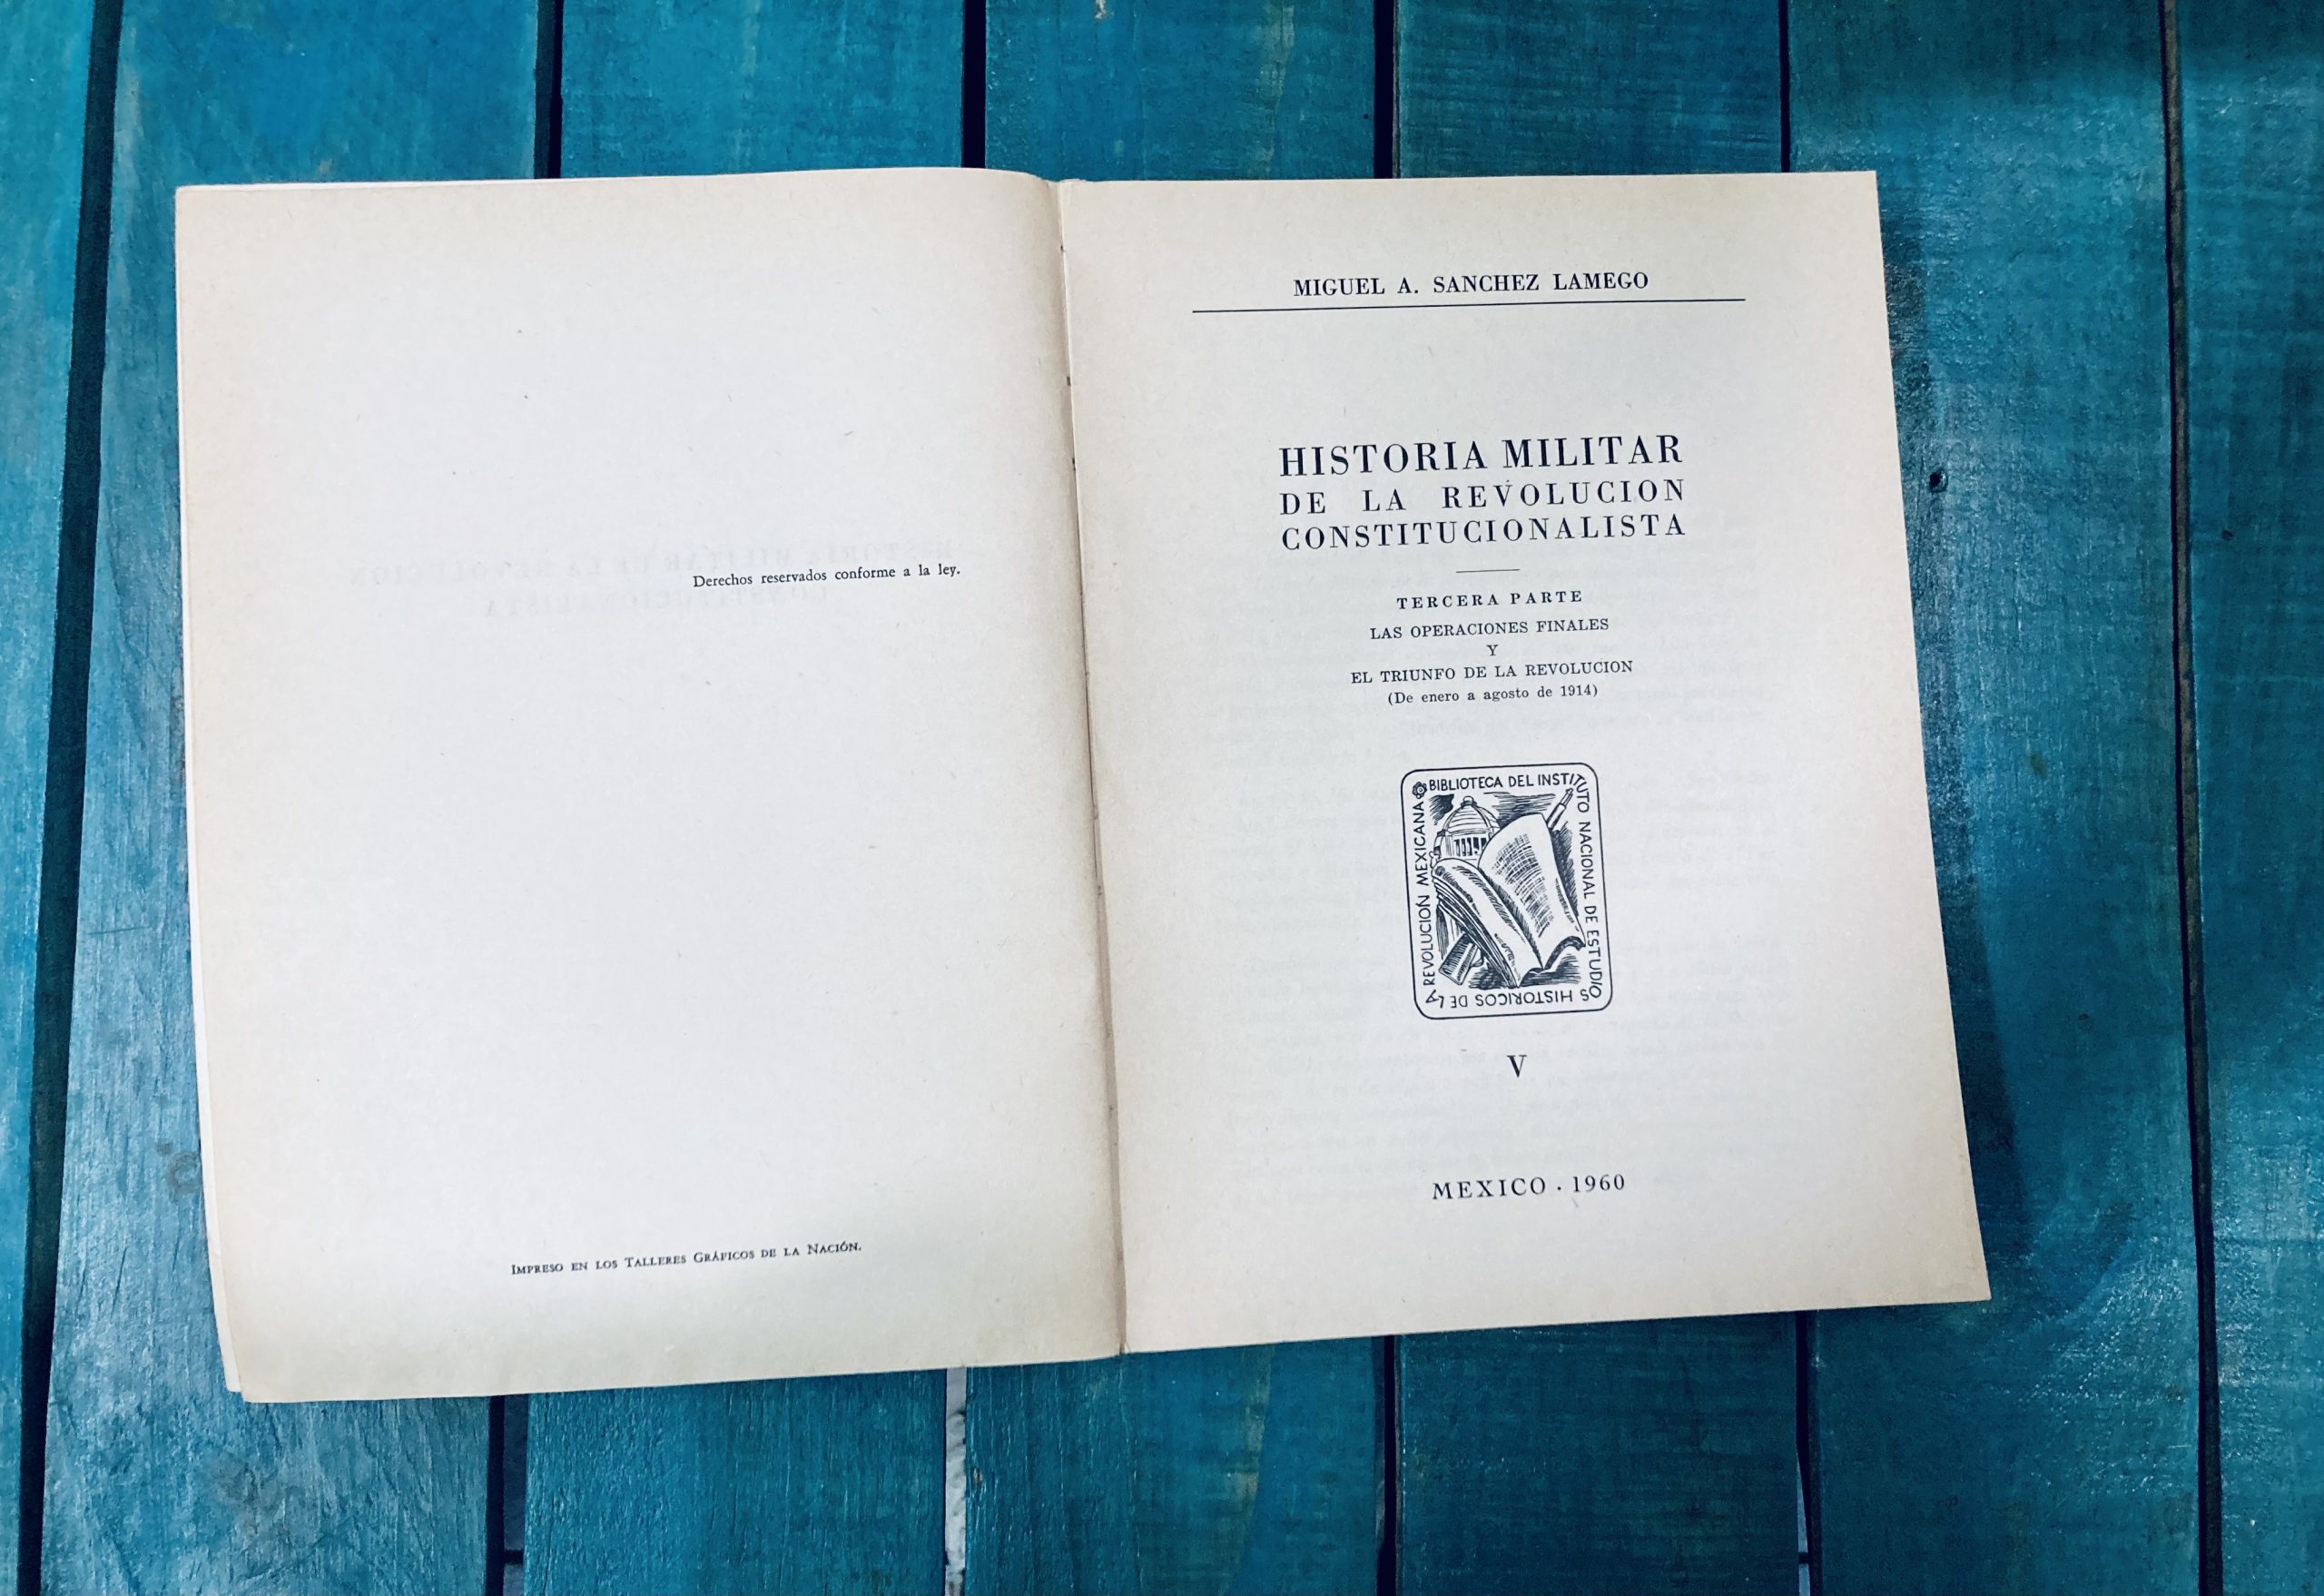 Derechos reservados conforme a la ley.
IMPRESO EN LOS TALLERES GRÁFICOS DE LA NACIÓN.
MIGUEL A. SANCHEZ LAMEGO
HISTORIA MILITAR
DE LA REVOLUCION
CONSTITUCIONALISTA
TERCERA PARTE
LAS OPERACIONES FINALES
Y
EL TRIUNFO DE LA REVOLUCION
(De enero a agosto de 1914)
BIBLIOTECA DEL INSTITUTO NACIONAL DE ESTUDIOS HISTORICOS DE LA REVOLUCIÓN MEXICANA
V
MEXICO . 1960